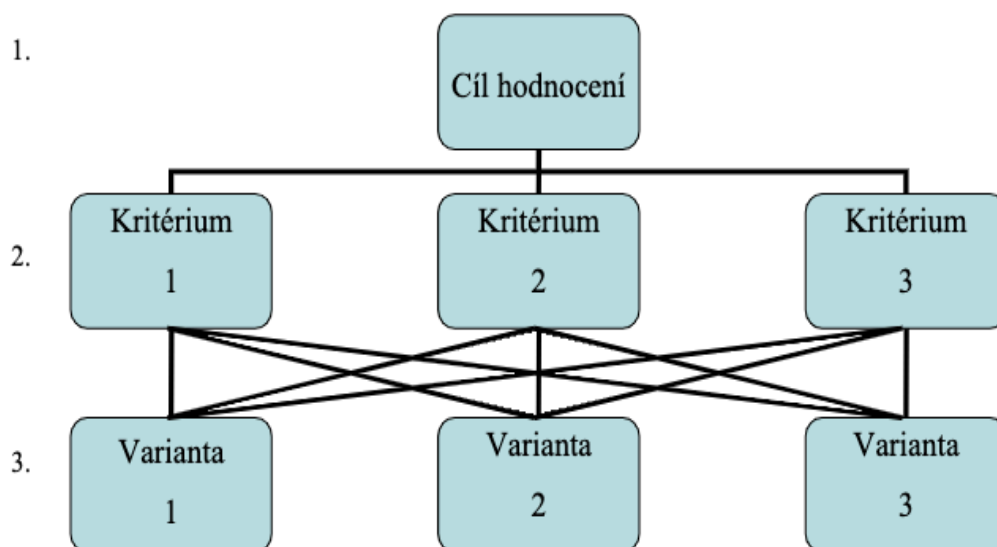 1.
Cíl hodnocení
2.
Kritérium
1
Kritérium
2
Kritérium
3
3.
Varianta
1
Varianta
2
Varianta
3